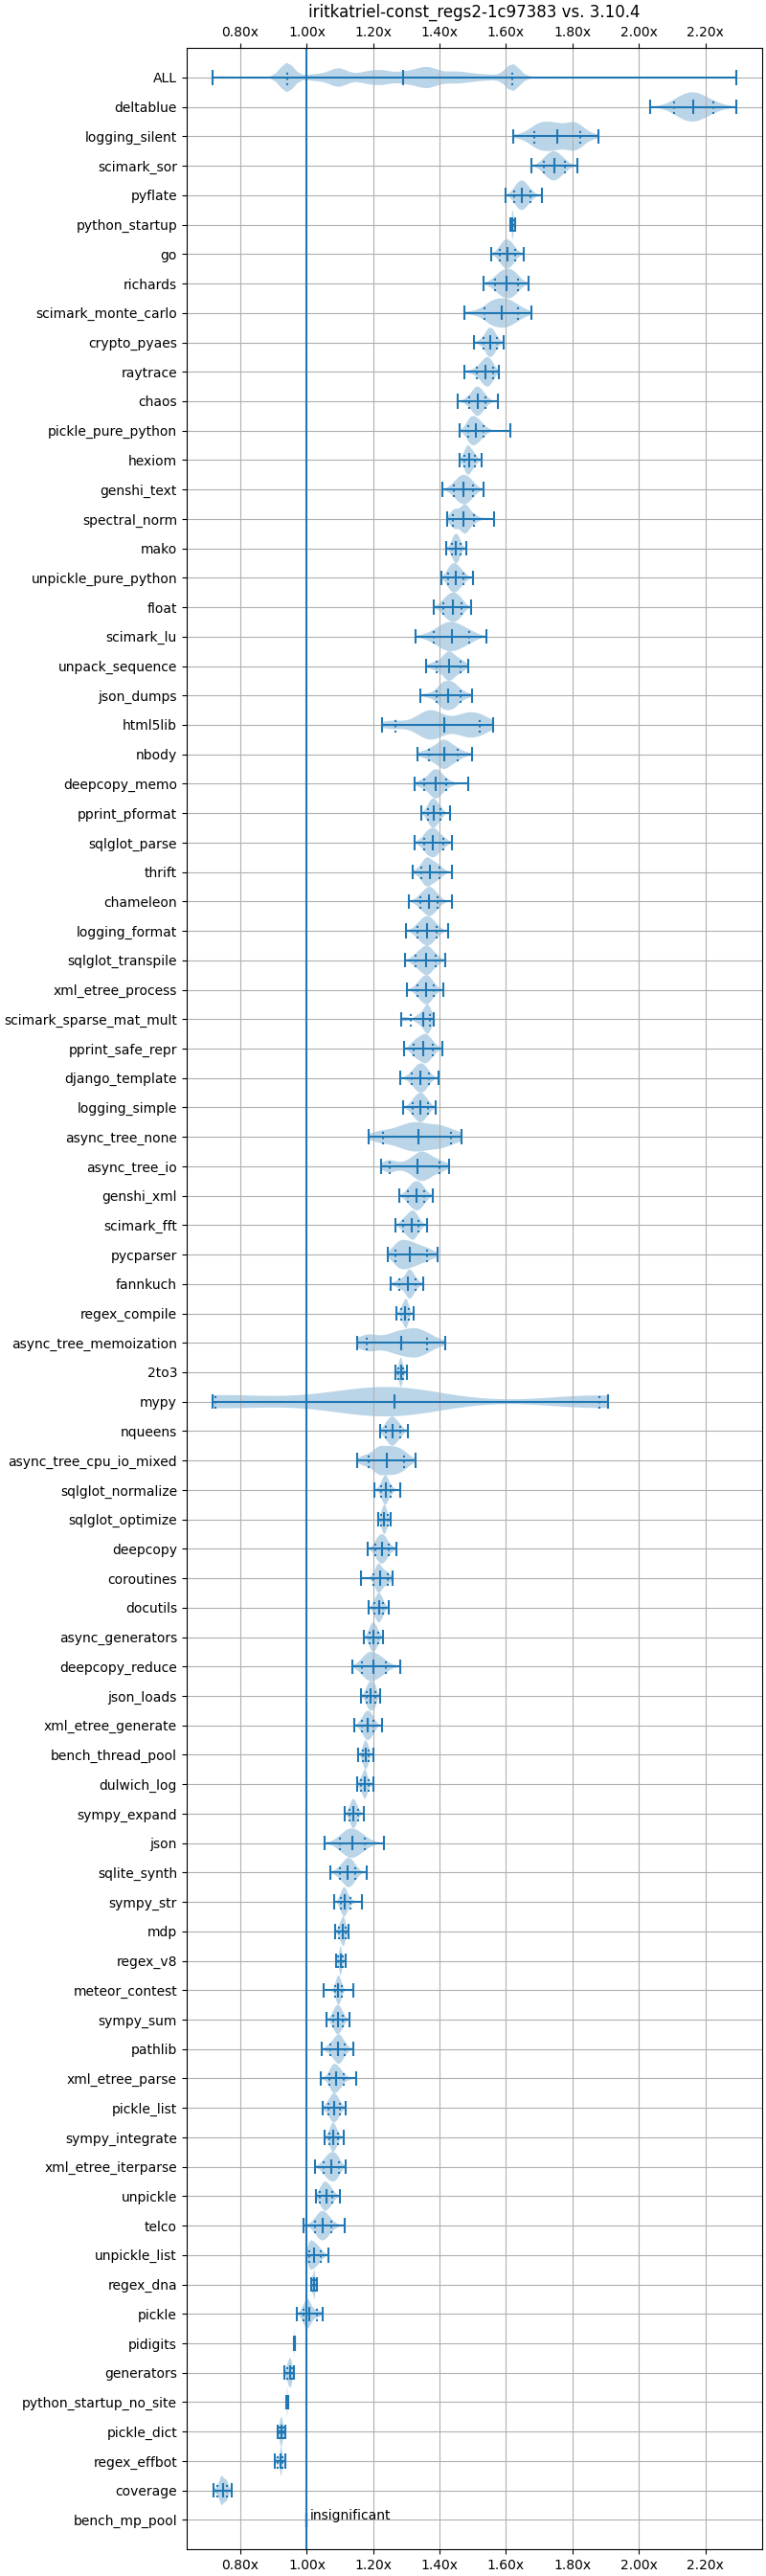 iritkatriel-const_regs2-1c97383 vs. 3.10.4
0.80x 1.00x 1.20x 1.40x 1.60x 1.80x 2.00x 2.20x
ALL
deltablue
logging_silent
scimark_sor
pyflate
python_startup
go
richards
scimark_monte_carlo
crypto_pyaes
raytrace
chaos
pickle_pure_python
hexiom
genshi_text
spectral_norm
mako
unpickle_pure_python
float
scimark_lu
unpack_sequence
json_dumps
html5lib
nbody
deepcopy_memo
pprint_pformat
sqlglot_parse
thrift
chameleon
logging_format
sqlglot_transpile
xml_etree_process
scimark_sparse_mat_mult
pprint_safe_repr
django_template
logging_simple
async_tree_none
async_tree_io
genshi_xml
scimark_fft
pycparser
fannkuch
regex_compile
async_tree_memoization
2to3
mypy
nqueens
async_tree_cpu_io_mixed
sqlglot_normalize
sqlglot_optimize
deepcopy
coroutines
docutils
async_generators
deepcopy_reduce
json_loads
xml_etree_generate
bench_thread_pool
dulwich_log
sympy_expand
json
sqlite_synth
sympy_str
mdp
regex_v8
meteor_contest
sympy_sum
pathlib
xml_etree_parse
pickle_list
sympy_integrate
xml_etree_iterparse
unpickle
telco
unpickle_list
regex_dna
pickle
pidigits
generators
python_startup_no_site
pickle_dict
regex_effbot
coverage
bench_mp_pool insignificant
0.80x 1.00x 1.20x 1.40x 1.60x 1.80x 2.00x 2.20x